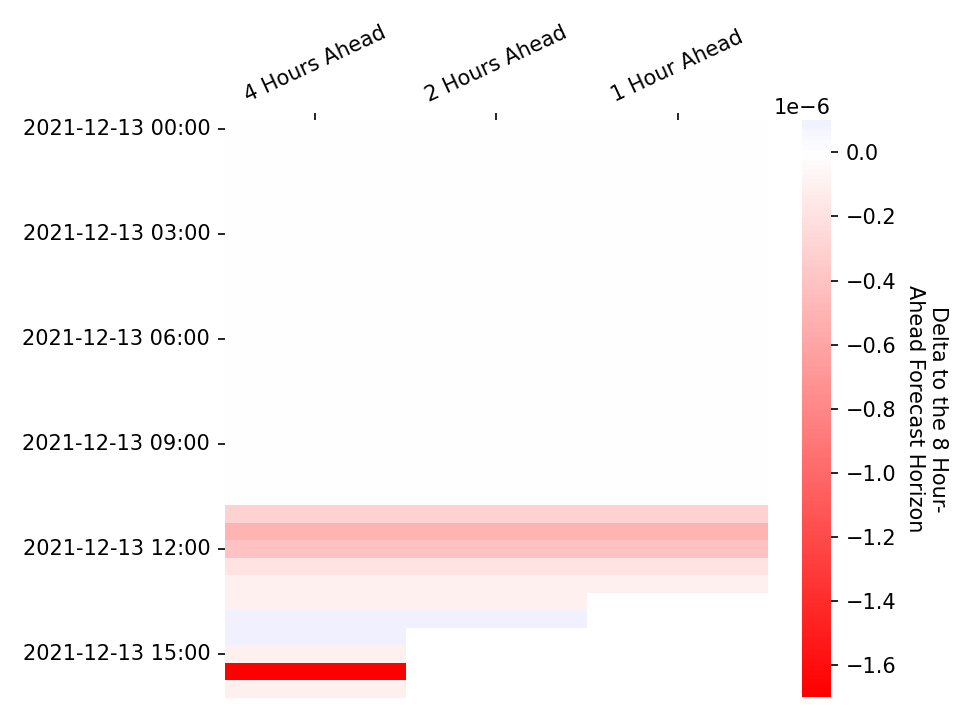 4 Hours Ahead
2 Hours Ahead
1 Hour Ahead
1e−6
2021-12-13 00:00
2021-12-13 03:00
2021-12-13 06:00
2021-12-13 09:00
2021-12-13 12:00
2021-12-13 15:00
0.0
−0.2
−0.4
−0.6
−0.8
−1.0
−1.2
−1.4
−1.6
Delta to the 8 Hour-
Ahead Forecast Horizon